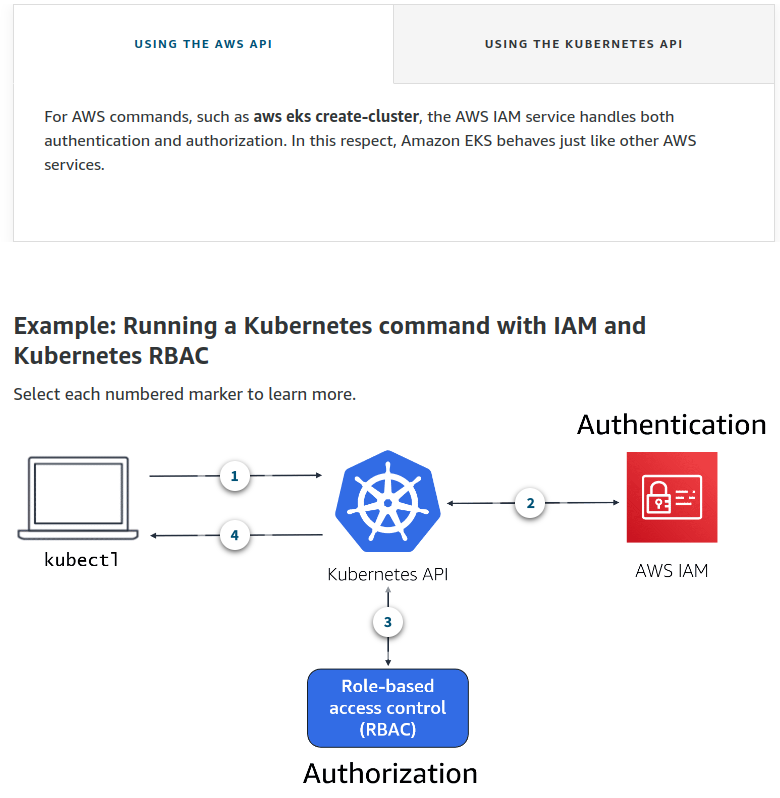 USING THE AWS API
USING THE KUBERNETES API
For AWS commands, such as aws eks create-cluster, the AWS IAM service handles both
authentication and authorization. In this respect, Amazon EKS behaves just like other AWS
services.
Example: Running a Kubernetes command with IAM and
Kubernetes RBAC
Select each numbered marker to learn more.
Authentication
1
2
4
kubectl
Kubernetes API
AWS IAM
3
Role-based
access control
(RBAC)
Authorization